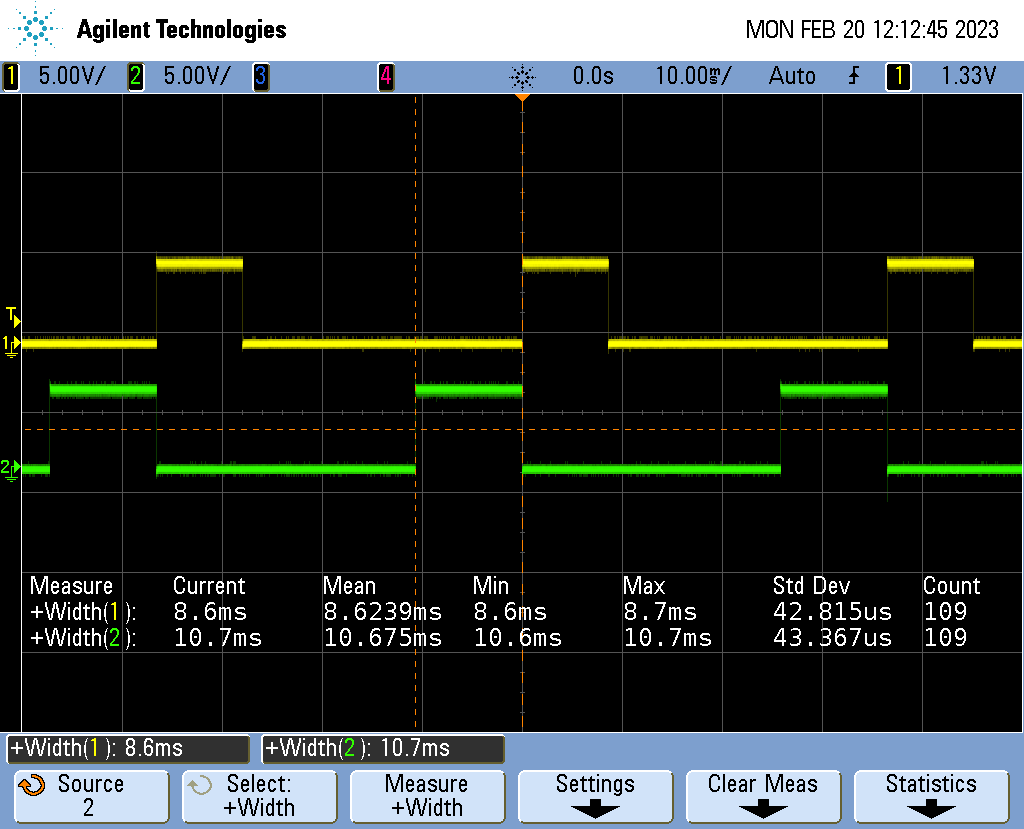 Agilent Technologies MON FEB 20 12:12:45 2023
1 5.00V/ 2 5.00V/ 3 4 0.0s 10.00ms/ Auto 1 1.33V
T
1
2
Measure Current Mean Min Max Std Dev Count
+Width(1): 8.6ms 8.6239ms 8.6ms 8.7ms 42.815us 109
+Width(2): 10.7ms 10.675ms 10.6ms 10.7ms 43.367us 109
+Width(1): 8.6ms +Width(2): 10.7ms
Source Select: Measure Settings Clear Meas Statistics
2 +Width +Width